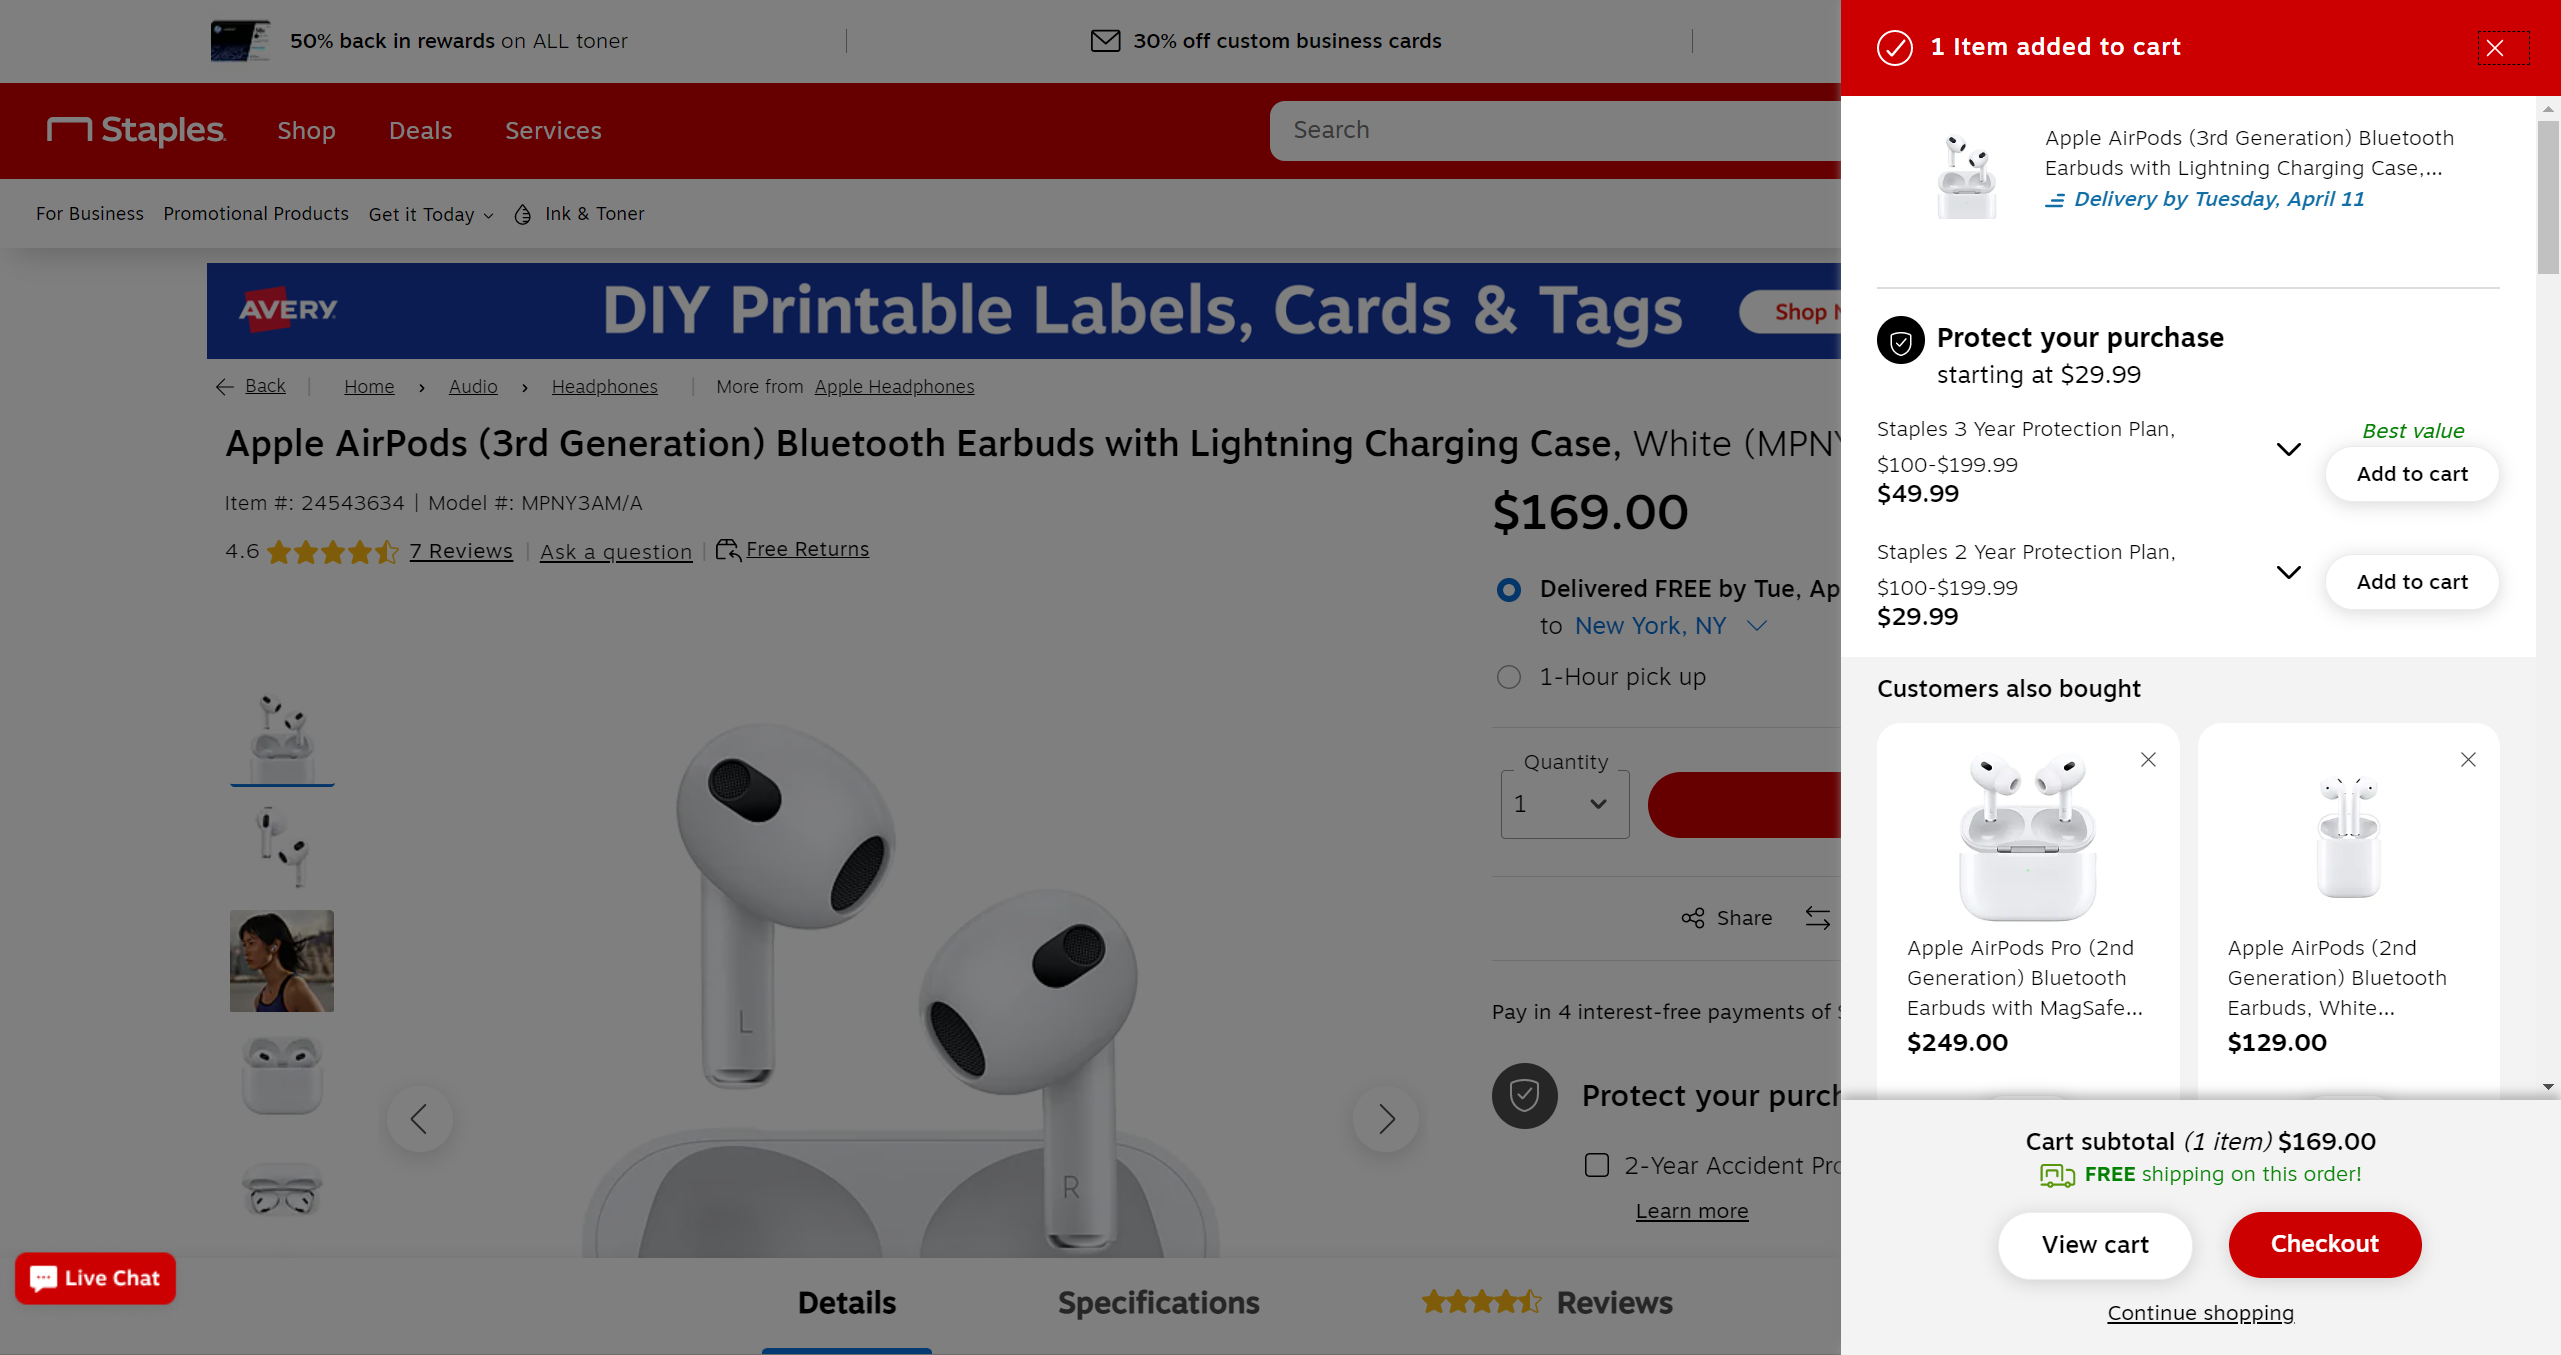 50% back in rewards on ALL toner
30% off custom business cards
Staples
Shop
Deals
Services
Search
For Business
Promotional Products
Get it Today
Ink & Toner
AVERY
DIY Printable Labels, Cards & Tags
Shop
Back
Home
Audio
Headphones
More from Apple Headphones
Apple AirPods (3rd Generation) Bluetooth Earbuds with Lightning Charging Case, White (MPNY
Item #: 24543634 | Model #: MPNY3AM/A
4.6
7 Reviews
Ask a question
Free Returns
L
R
$169.00
Delivered FREE by Tue, Ap
to New York, NY
1-Hour pick up
Quantity
1
Share
Pay in 4 interest-free payments of
Protect your purch
2-Year Accident Pro
Learn more
Live Chat
Details
Specifications
Reviews
1 Item added to cart
Apple AirPods (3rd Generation) Bluetooth
Earbuds with Lightning Charging Case,...
Delivery by Tuesday, April 11
Protect your purchase
starting at $29.99
Staples 3 Year Protection Plan,
$100-$199.99
$49.99
Best value
Add to cart
Staples 2 Year Protection Plan,
$100-$199.99
$29.99
Add to cart
Customers also bought
Apple AirPods Pro (2nd
Generation) Bluetooth
Earbuds with MagSafe...
$249.00
Apple AirPods (2nd
Generation) Bluetooth
Earbuds, White...
$129.00
Cart subtotal (1 item) $169.00
FREE shipping on this order!
View cart
Checkout
Continue shopping